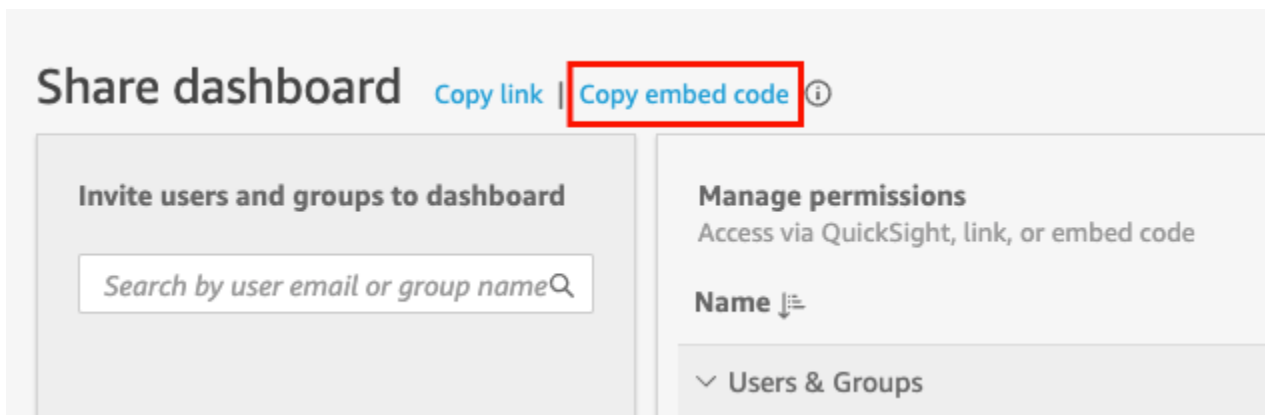 Share dashboard Copy link | Copy embed code
Invite users and groups to dashboard
Search by user email or group name
Manage permissions
Access via QuickSight, link, or embed code
Name
Users & Groups